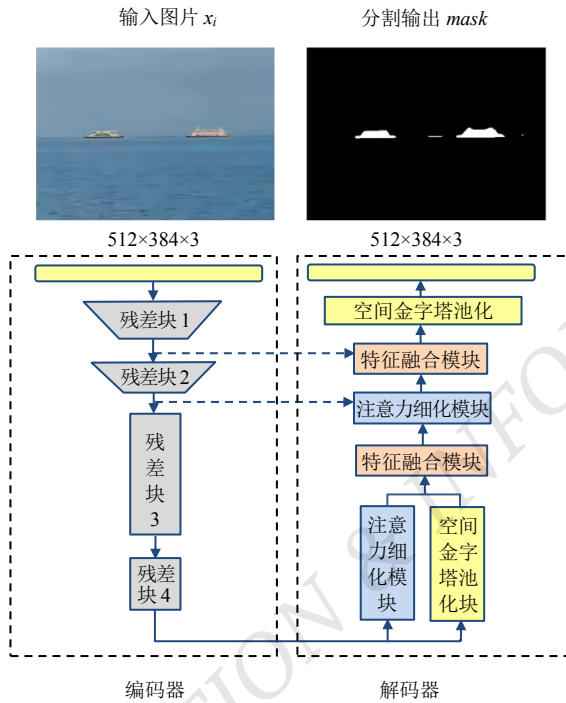 输入图片 xi
分割输出 mask
512×384×3
512×384×3
残差块 1
残差块 2
残
差
块
3
残差
块 4
空间金字塔池化
特征融合模块
注意力细化模块
特征融合模块
注意
力细
化模
块
空间
金字
塔池
化块
编码器
解码器
TION & INFO